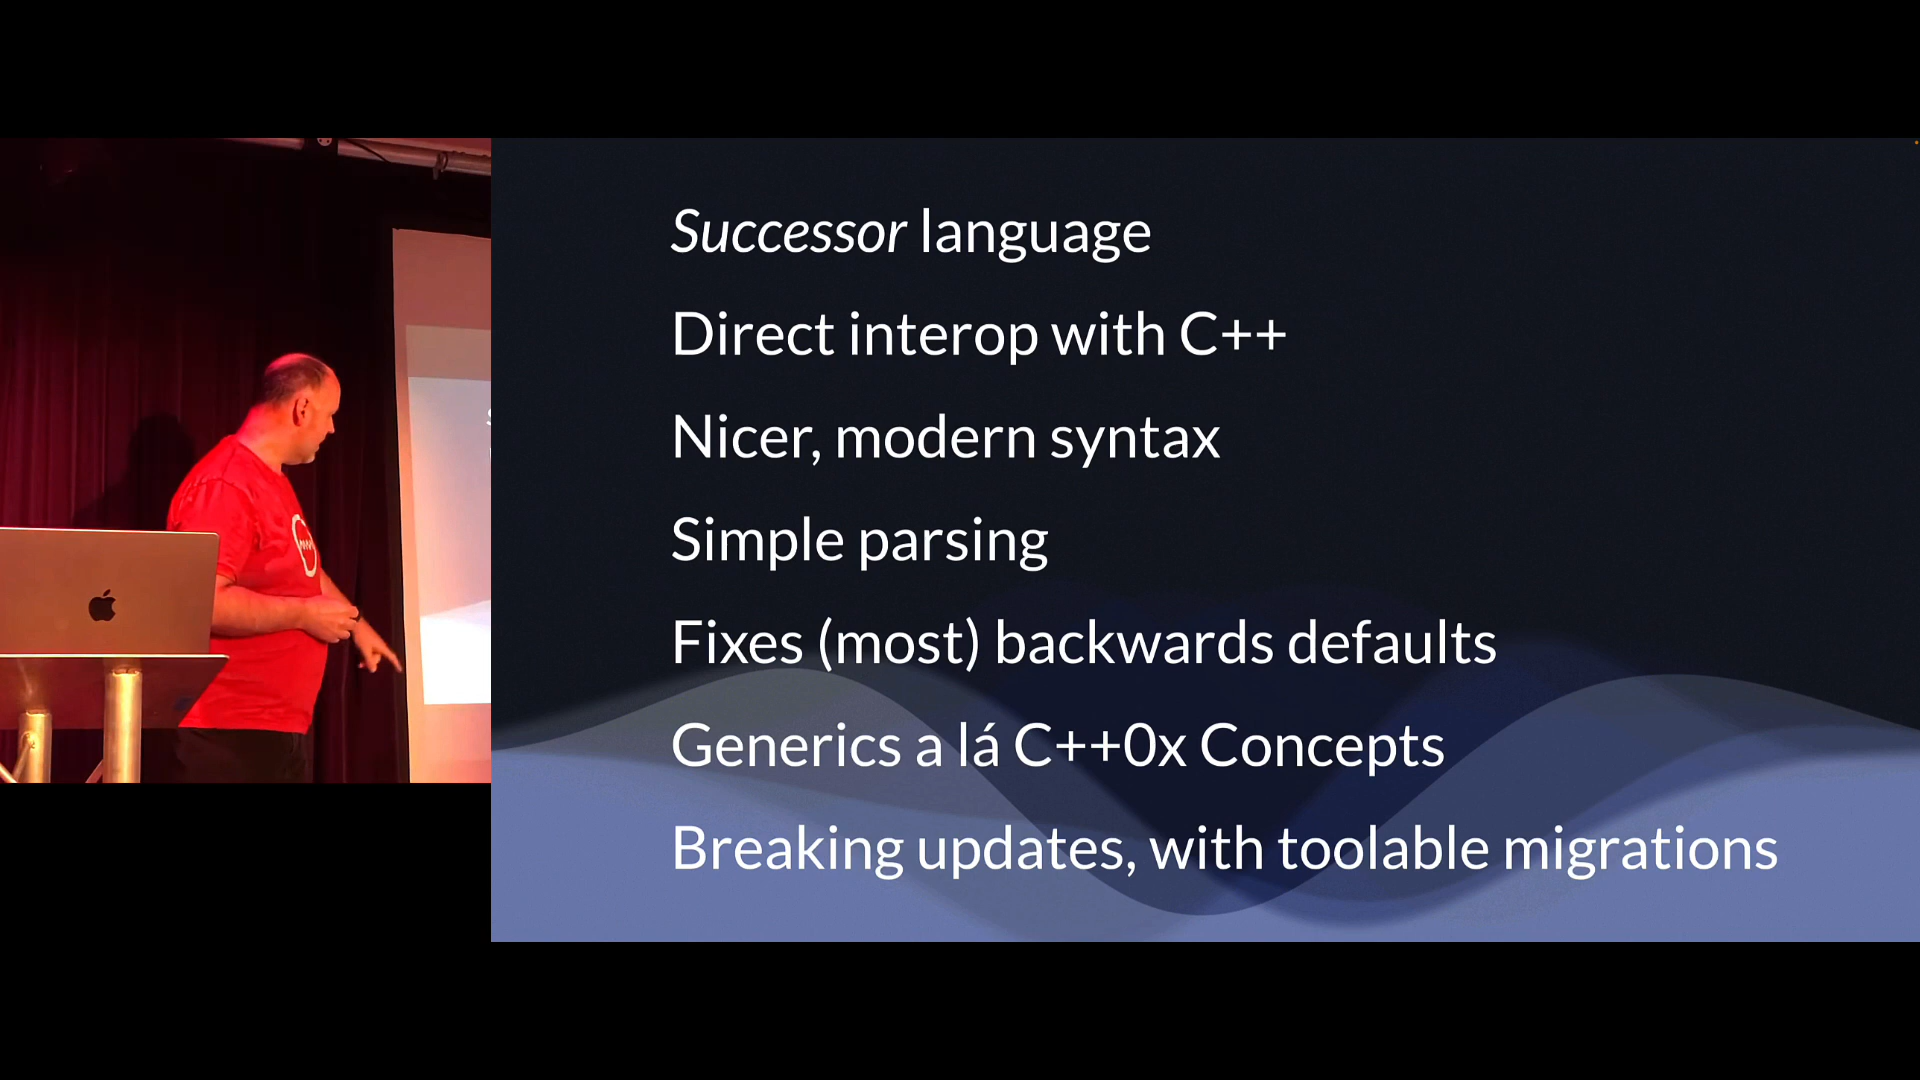 Successor language
Direct interop with C++
Nicer, modern syntax
Simple parsing
Fixes (most) backwards defaults
Generics a lá C++0x Concepts
Breaking updates, with toolable migrations